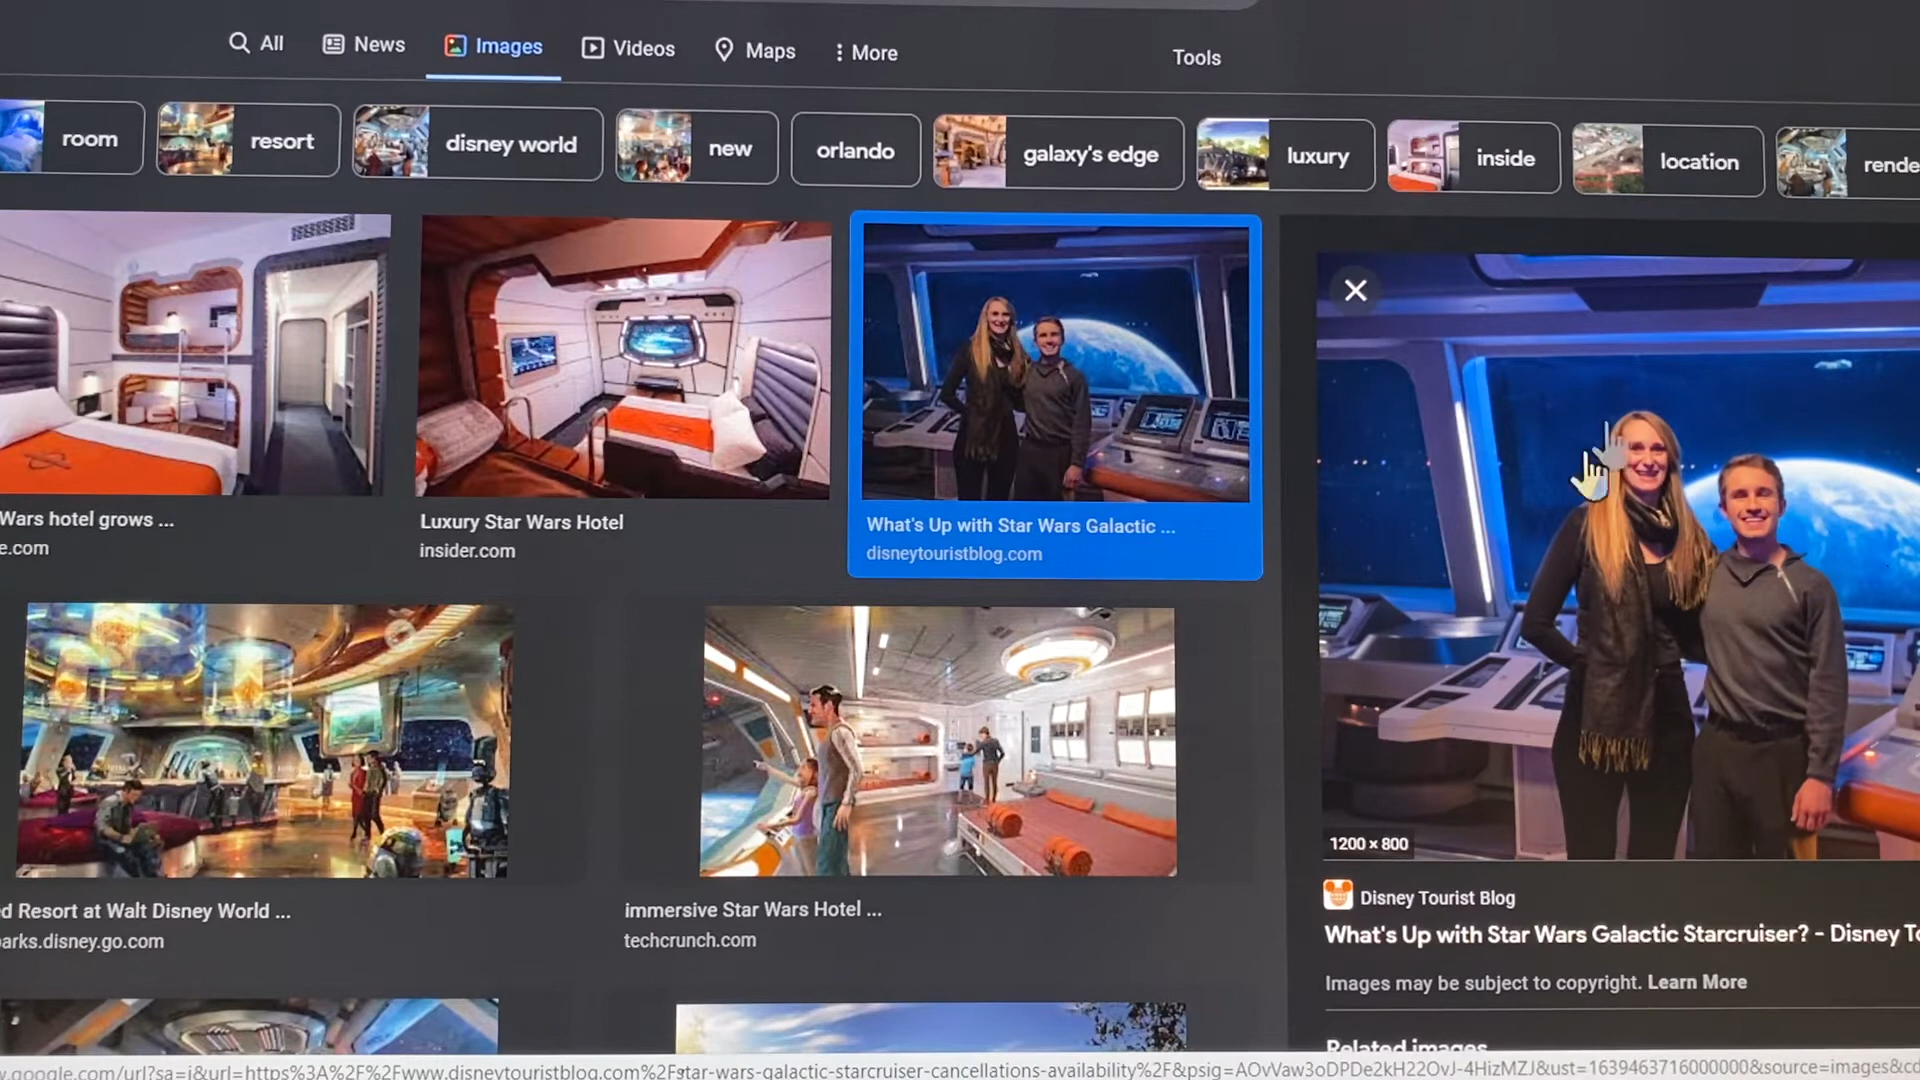 All News Images Videos Maps More Tools
room resort disney world new orlando galaxy's edge luxury inside location rende
Wars hotel grows ...
e.com
Luxury Star Wars Hotel
insider.com
What's Up with Star Wars Galactic ...
disneytouristblog.com
d Resort at Walt Disney World ...
arks.disney.go.com
immersive Star Wars Hotel ...
techcrunch.com
1200 × 800
Disney Tourist Blog
What's Up with Star Wars Galactic Starcruiser? - Disney To
Images may be subject to copyright. Learn More
Related images
w.google.com/url?sa=i&url=https%3A%2F%2Fwww.disneytouristblog.com%2Fstar-wars-galactic-starcruiser-cancellations-availability%2F&psig=AOvVaw3oDPDe2kH22OvJ-4HizMZJ&ust=1639463716000000&source=images&cd